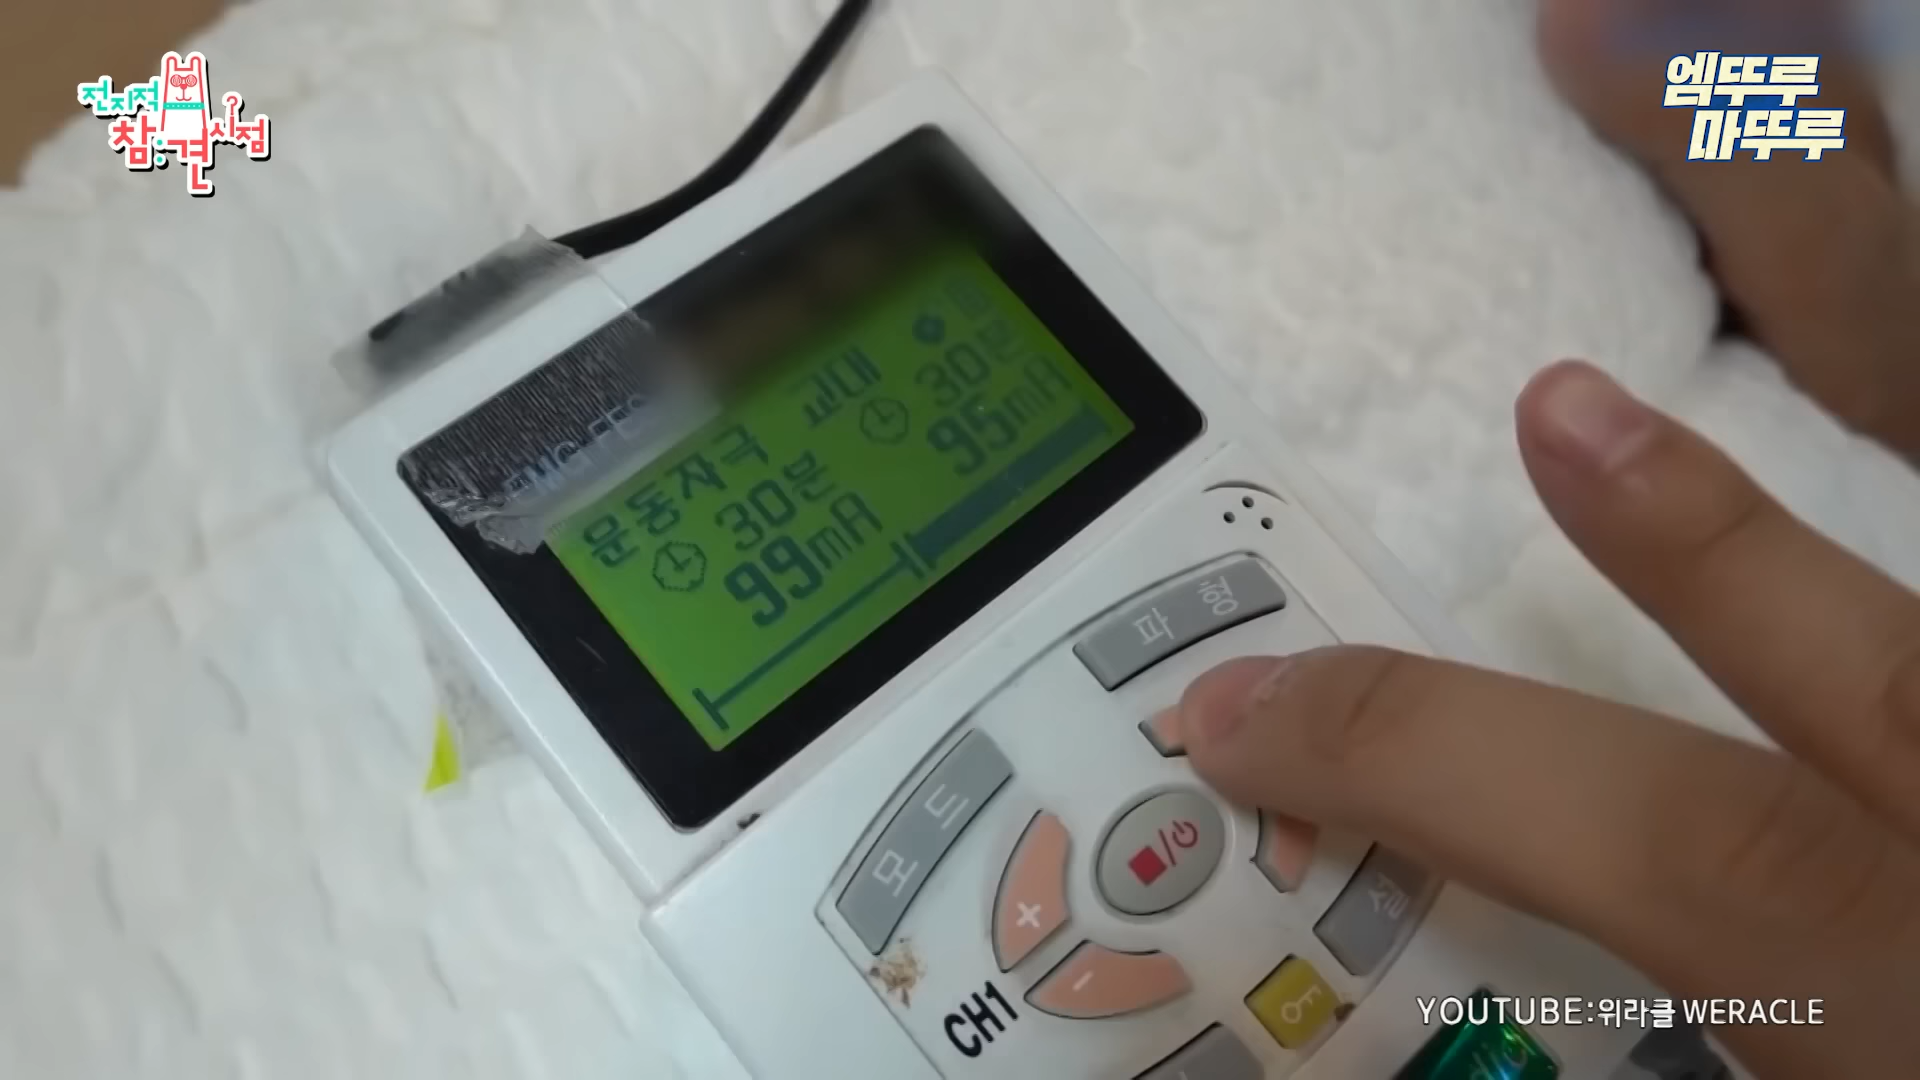 전지적
참견
시점
엠뚜루
마뚜루
운동자극 교대
30분 30분
99mA 95mA
파형
모드
설
+
-
CH1
YOUTUBE:위라클 WERACLE